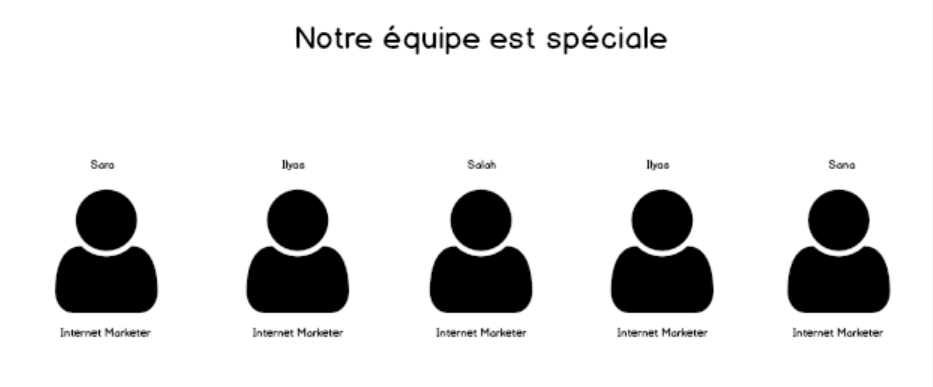 Notre équipe est spéciale
Sara Ilyas Salah Ilyas Sana
Internet Marketer Internet Marketer Internet Marketer Internet Marketer Internet Marketer